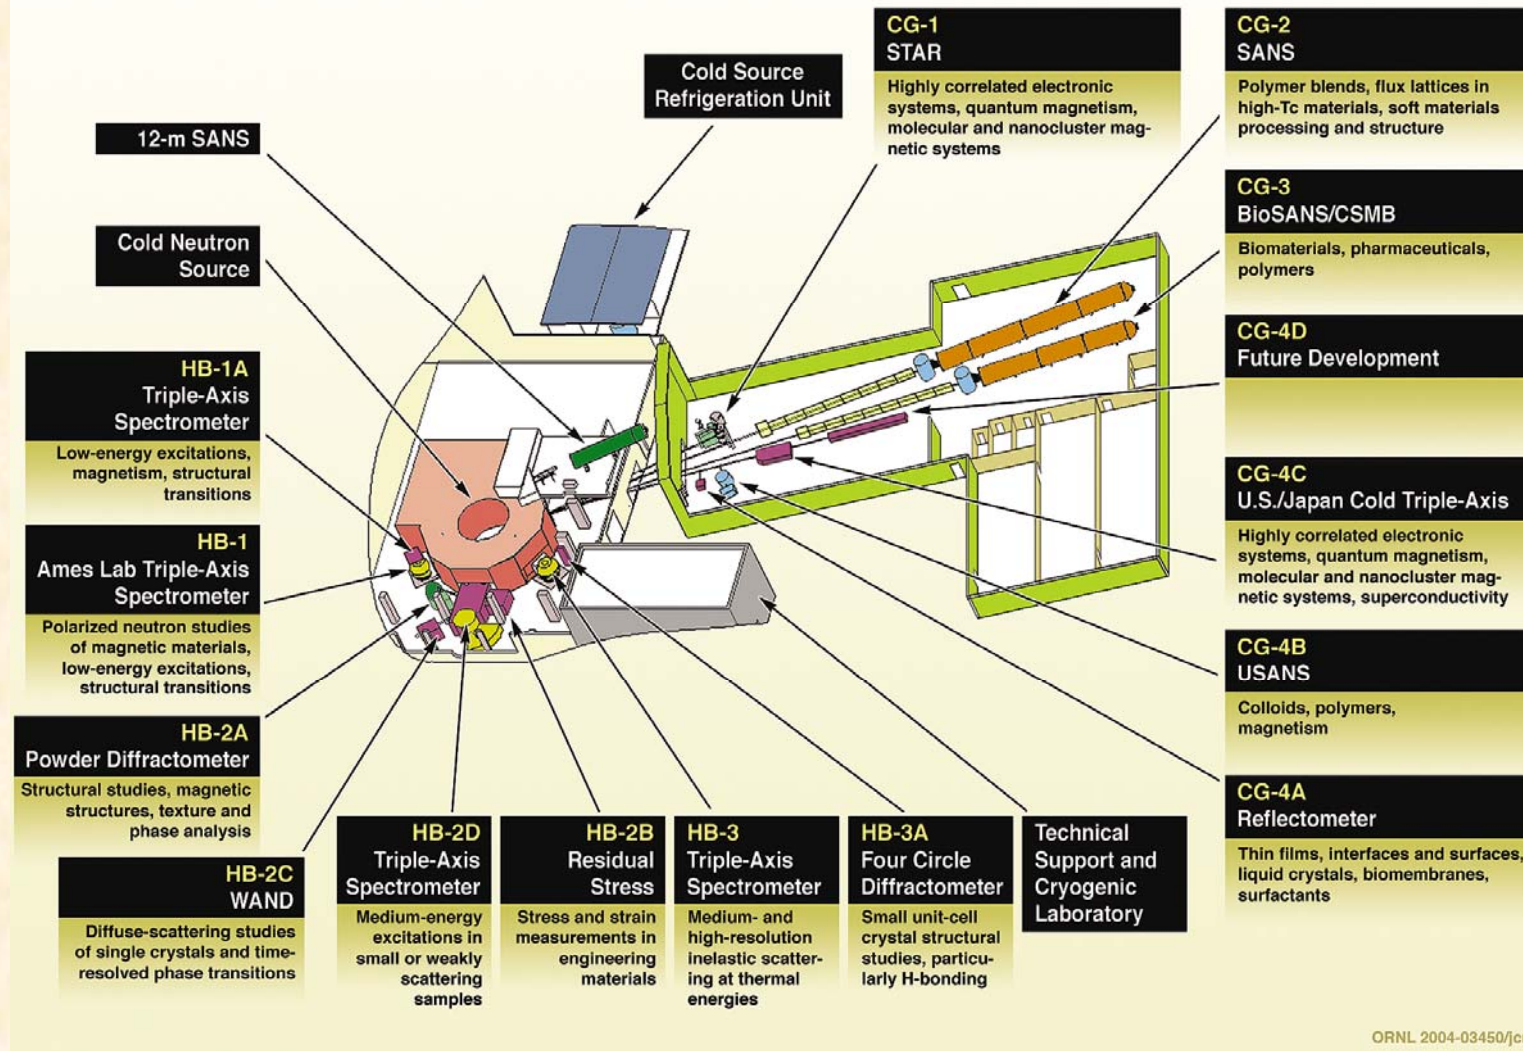 Cold Source
Refrigeration Unit
12-m SANS
Cold Neutron
Source
HB-1A
Triple-Axis
Spectrometer
Low-energy excitations,
magnetism, structural
transitions
HB-1
Ames Lab Triple-Axis
Spectrometer
Polarized neutron studies
of magnetic materials,
low-energy excitations,
structural transitions
HB-2A
Powder Diffractometer
Structural studies, magnetic
structures, texture and
phase analysis
HB-2C
WAND
Diffuse-scattering studies
of single crystals and time-
resolved phase transitions
HB-2D
Triple-Axis
Spectrometer
Medium-energy
excitations in
small or weakly
scattering
samples
HB-2B
Residual
Stress
Stress and strain
measurements in
engineering
materials
HB-3
Triple-Axis
Spectrometer
Medium- and
high-resolution
inelastic scatter-
ing at thermal
energies
HB-3A
Four Circle
Diffractometer
Small unit-cell
crystal structural
studies, particu-
larly H-bonding
Technical
Support and
Cryogenic
Laboratory
CG-1
STAR
Highly correlated electronic
systems, quantum magnetism,
molecular and nanocluster mag-
netic systems
CG-2
SANS
Polymer blends, flux lattices in
high-Tc materials, soft materials
processing and structure
CG-3
BioSANS/CSMB
Biomaterials, pharmaceuticals,
polymers
CG-4D
Future Development
CG-4C
U.S./Japan Cold Triple-Axis
Highly correlated electronic
systems, quantum magnetism,
molecular and nanocluster mag-
netic systems, superconductivity
CG-4B
USANS
Colloids, polymers,
magnetism
CG-4A
Reflectometer
Thin films, interfaces and surfaces,
liquid crystals, biomembranes,
surfactants
ORNL 2004-03450